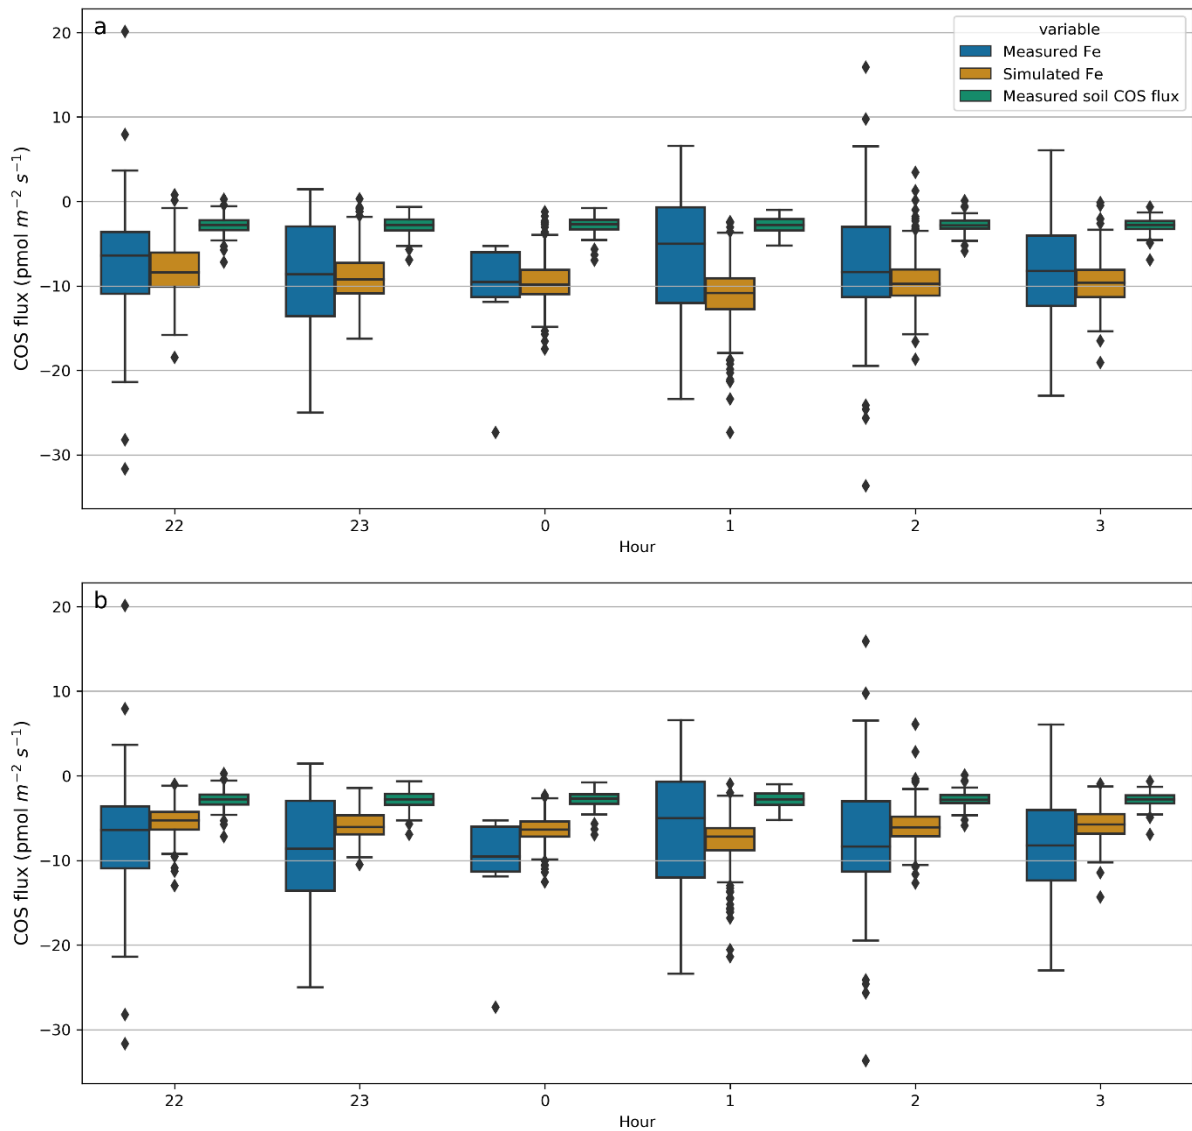 a
variable
Measured Fe
Simulated Fe
Measured soil COS flux
COS flux (pmol m⁻² s⁻¹)
20
10
0
−10
−20
−30
22 23 0 1 2 3
Hour
b
COS flux (pmol m⁻² s⁻¹)
20
10
0
−10
−20
−30
22 23 0 1 2 3
Hour